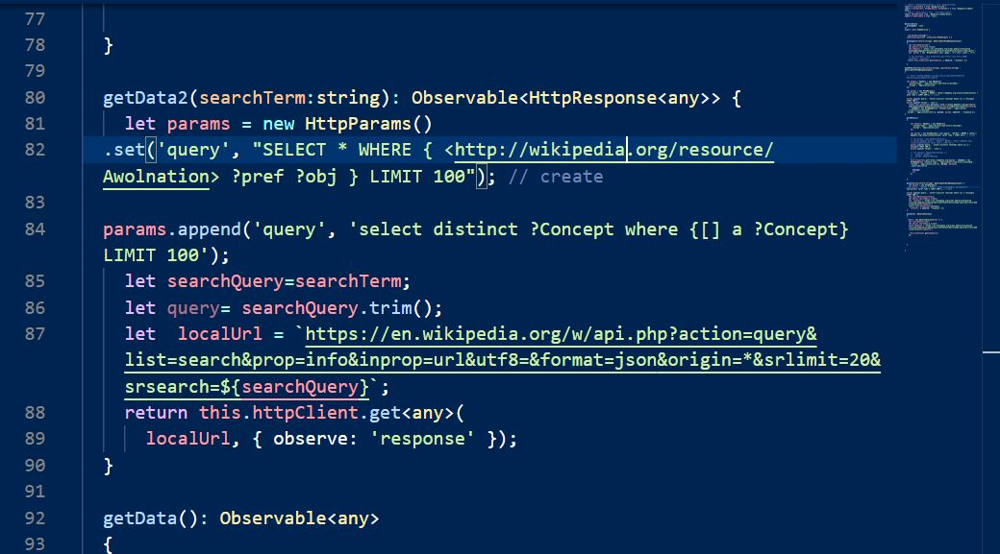 77
78 }
79
80 getData2(searchTerm:string): Observable<HttpResponse<any>> {
81 let params = new HttpParams()
82 .set('query', "SELECT * WHERE { <http://wikipedia.org/resource/
Awolnation> ?pref ?obj } LIMIT 100"); // create
83
84 params.append('query', 'select distinct ?Concept where {[] a ?Concept}
LIMIT 100');
85 let searchQuery=searchTerm;
86 let query= searchQuery.trim();
87 let localUrl = `https://en.wikipedia.org/w/api.php?action=query&
list=search&prop=info&inprop=url&utf8=&format=json&origin=*&srlimit=20&
srsearch=${searchQuery}`;
88 return this.httpClient.get<any>(
89 localUrl, { observe: 'response' });
90 }
91
92 getData(): Observable<any>
93 {